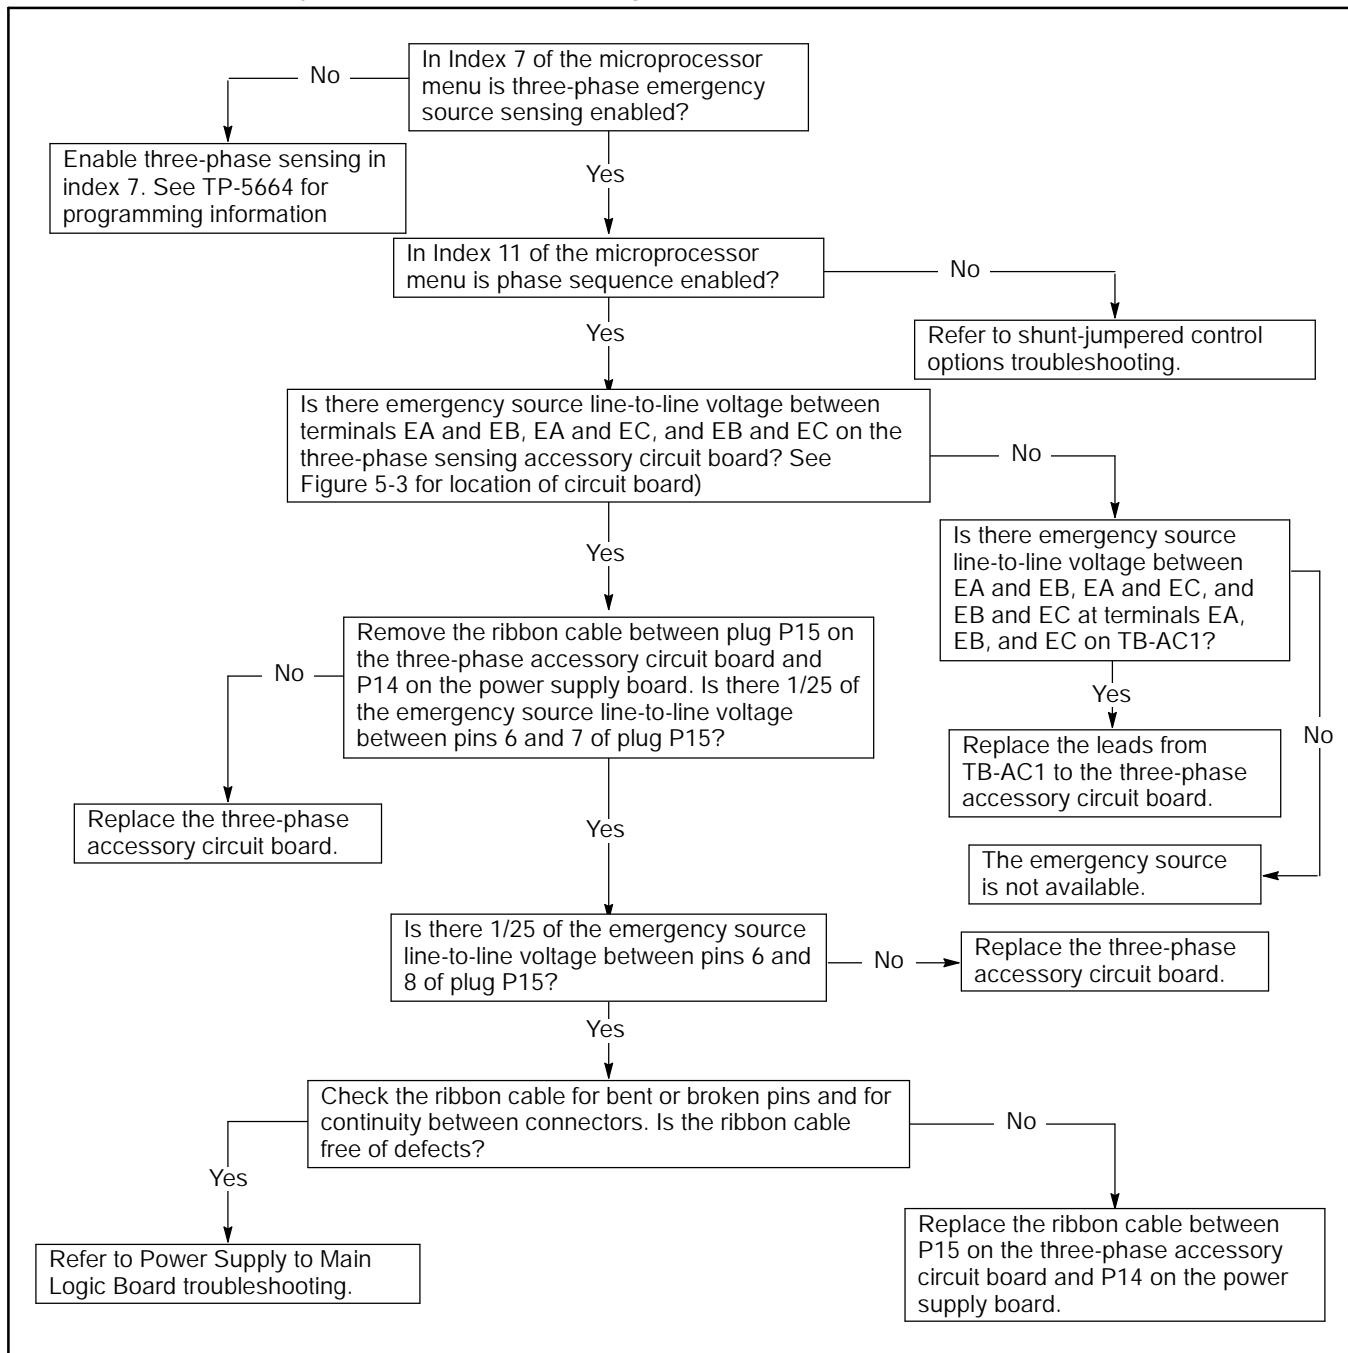 In Index 7 of the microprocessor
menu is three-phase emergency
source sensing enabled?
No
Enable three-phase sensing in
index 7. See TP-5664 for
programming information
Yes
In Index 11 of the microprocessor
menu is phase sequence enabled?
No
Refer to shunt-jumpered control
options troubleshooting.
Yes
Is there emergency source line-to-line voltage between
terminals EA and EB, EA and EC, and EB and EC on the
three-phase sensing accessory circuit board? See
Figure 5-3 for location of circuit board)
No
Is there emergency source
line-to-line voltage between
EA and EB, EA and EC, and
EB and EC at terminals EA,
EB, and EC on TB-AC1?
Yes
Replace the leads from
TB-AC1 to the three-phase
accessory circuit board.
No
The emergency source
is not available.
Yes
Remove the ribbon cable between plug P15 on
the three-phase accessory circuit board and
P14 on the power supply board. Is there 1/25 of
the emergency source line-to-line voltage
between pins 6 and 7 of plug P15?
No
Replace the three-phase
accessory circuit board.
Yes
Is there 1/25 of the emergency source
line-to-line voltage between pins 6 and
8 of plug P15?
No
Replace the three-phase
accessory circuit board.
Yes
Check the ribbon cable for bent or broken pins and for
continuity between connectors. Is the ribbon cable
free of defects?
Yes
Refer to Power Supply to Main
Logic Board troubleshooting.
No
Replace the ribbon cable between
P15 on the three-phase accessory
circuit board and P14 on the power
supply board.